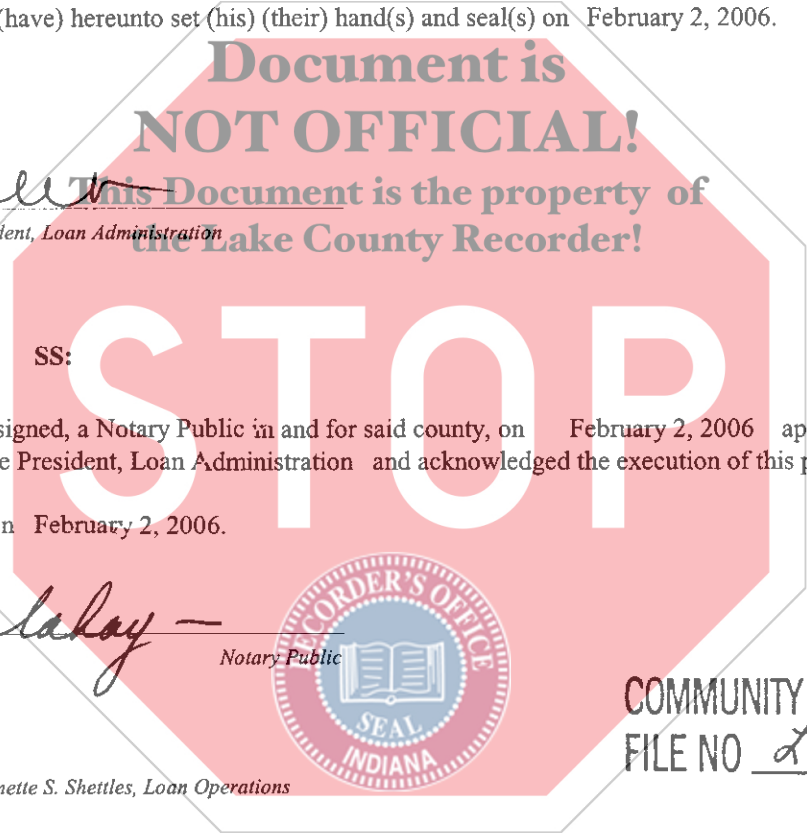 (have) hereunto set (his) (their) hand(s) and seal(s) on February 2, 2006.
Document is
NOT OFFICIAL!
This Document is the property of
the Lake County Recorder!
dent, Loan Administration
STOP
SS:
signed, a Notary Public in and for said county, on February 2, 2006 ap
e President, Loan Administration and acknowledged the execution of this p
n February 2, 2006.
Notary Public
RECORDER'S OFFICE
SEAL
INDIANA
COMMUNITY
FILE NO
nette S. Shettles, Loan Operations